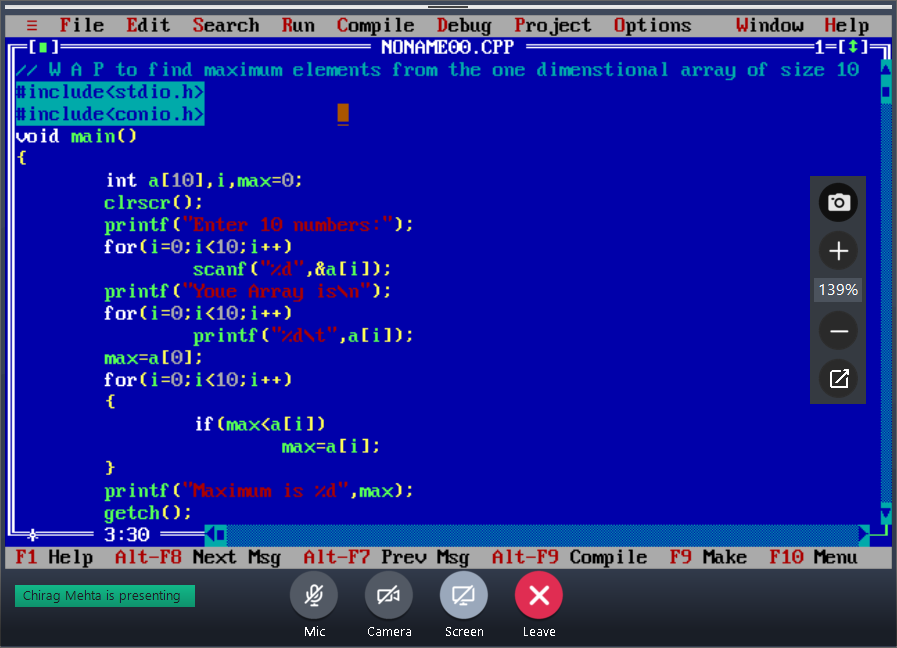 ≡ File Edit Search Run Compile Debug Project Options Window Help
[■] NONAME00.CPP 1=[↕]
// W A P to find maximum elements from the one dimenstional array of size 10
#include<stdio.h>
#include<conio.h>
void main()
{
int a[10],i,max=0;
clrscr();
printf("Enter 10 numbers:");
for(i=0;i<10;i++)
scanf("%d",&a[i]);
printf("Youe Array is\n");
for(i=0;i<10;i++)
printf("%d\t",a[i]);
max=a[0];
for(i=0;i<10;i++)
{
if(max<a[i])
max=a[i];
}
printf("Maximum is %d",max);
getch();
139%
3:30
F1 Help Alt-F8 Next Msg Alt-F7 Prev Msg Alt-F9 Compile F9 Make F10 Menu
Chirag Mehta is presenting
Mic Camera Screen Leave